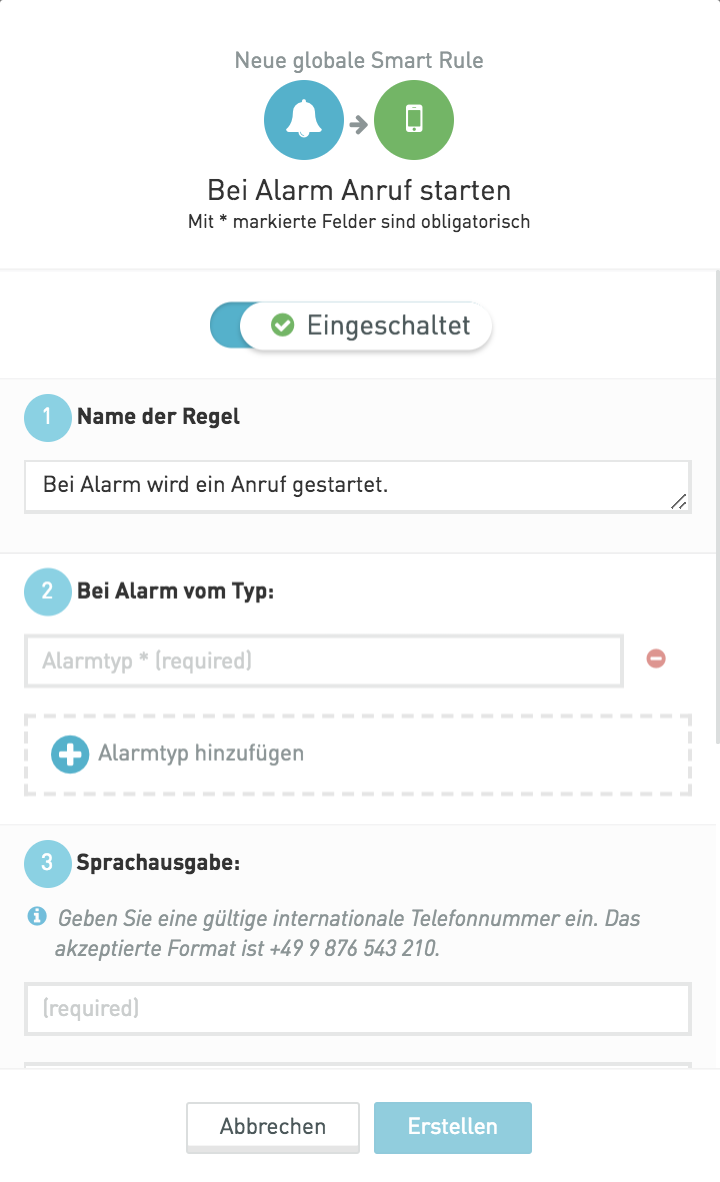 Neue globale Smart Rule
Bei Alarm Anruf starten
Mit * markierte Felder sind obligatorisch
Eingeschaltet
1 Name der Regel
Bei Alarm wird ein Anruf gestartet.
2 Bei Alarm vom Typ:
Alarmtyp * (required)
Alarmtyp hinzufügen
3 Sprachausgabe:
Geben Sie eine gültige internationale Telefonnummer ein. Das
akzeptierte Format ist +49 9 876 543 210.
(required)
Abbrechen Erstellen